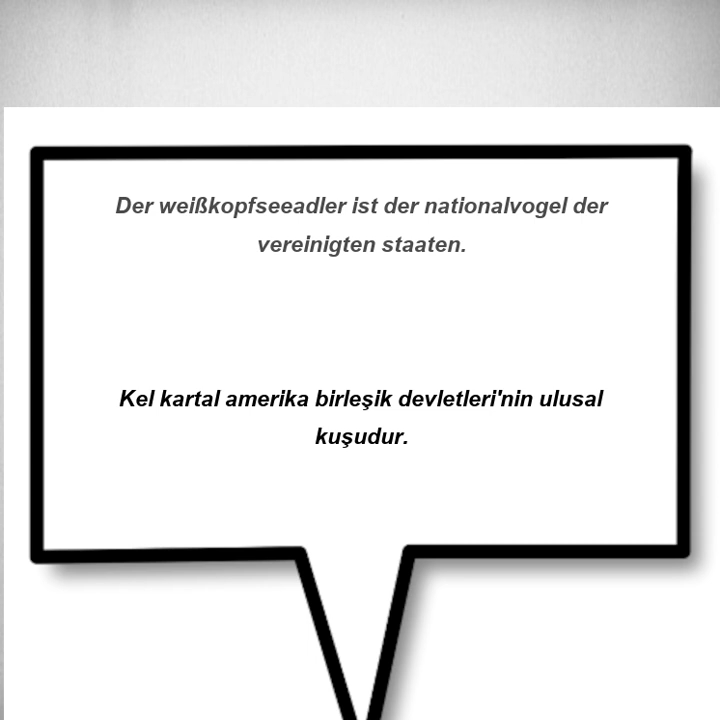 Der weißkopfseeadler ist der nationalvogel der
vereinigten staaten.
Kel kartal amerika birleşik devletleri'nin ulusal
kuşudur.